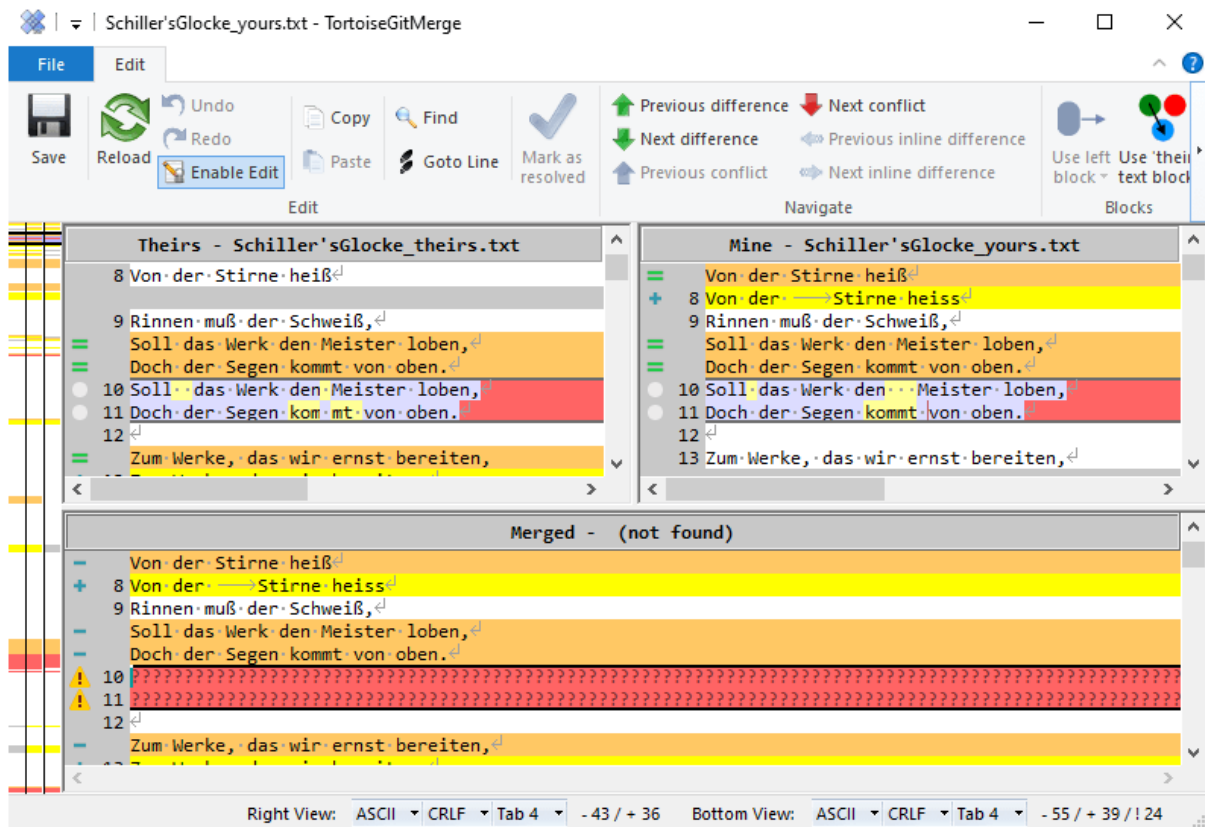 Schiller'sGlocke_yours.txt - TortoiseGitMerge
File Edit
Save
Reload
Undo
Redo
Enable Edit
Copy
Paste
Find
Goto Line
Mark as
resolved
Edit
Previous difference
Next difference
Previous conflict
Next conflict
Previous inline difference
Next inline difference
Navigate
Use left
block
Use 'their
text block
Blocks
Theirs - Schiller'sGlocke_theirs.txt
8 Von·der·Stirne·heiß
9 Rinnen·muß·der·Schweiß,
Soll·das·Werk·den·Meister·loben,
Doch·der·Segen·kommt·von·oben.
10 Soll··das·Werk·den·Meister·loben,
11 Doch·der·Segen·kom·mt·von·oben.
12
Zum·Werke,·das·wir·ernst·bereiten,
Mine - Schiller'sGlocke_yours.txt
Von·der·Stirne·heiß
8 Von·der·⟶Stirne·heiss
9 Rinnen·muß·der·Schweiß,
Soll·das·Werk·den·Meister·loben,
Doch·der·Segen·kommt·von·oben.
10 Soll·das·Werk·den···Meister·loben,
11 Doch·der·Segen·kommt·von·oben.
12
13 Zum·Werke,·das·wir·ernst·bereiten,
Merged - (not found)
Von·der·Stirne·heiß
8 Von·der·⟶Stirne·heiss
9 Rinnen·muß·der·Schweiß,
Soll·das·Werk·den·Meister·loben,
Doch·der·Segen·kommt·von·oben.
10 ??????????????????????????????????????????????????????????????????????????????????
11 ??????????????????????????????????????????????????????????????????????????????????
12
Zum·Werke,·das·wir·ernst·bereiten,
Right View: ASCII CRLF Tab 4 - 43 / + 36 Bottom View: ASCII CRLF Tab 4 - 55 / + 39 /! 24